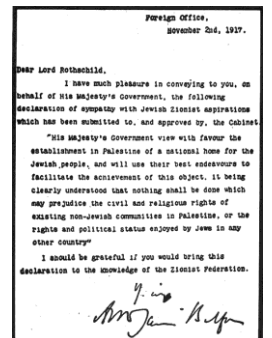 Foreign Office,
November 2nd, 1917.
Dear Lord Rothschild,
I have much pleasure in conveying to you, on
behalf of His Majesty's Government, the following
declaration of sympathy with Jewish Zionist aspirations
which has been submitted to, and approved by, the Cabinet
"His Majesty's Government view with favour the
establishment in Palestine of a national home for the
Jewish people, and will use their best endeavours to
facilitate the achievement of this object, it being
clearly understood that nothing shall be done which
may prejudice the civil and religious rights of
existing non-Jewish communities in Palestine, or the
rights and political status enjoyed by Jews in any
other country"
I should be grateful if you would bring this
declaration to the knowledge of the Zionist Federation.